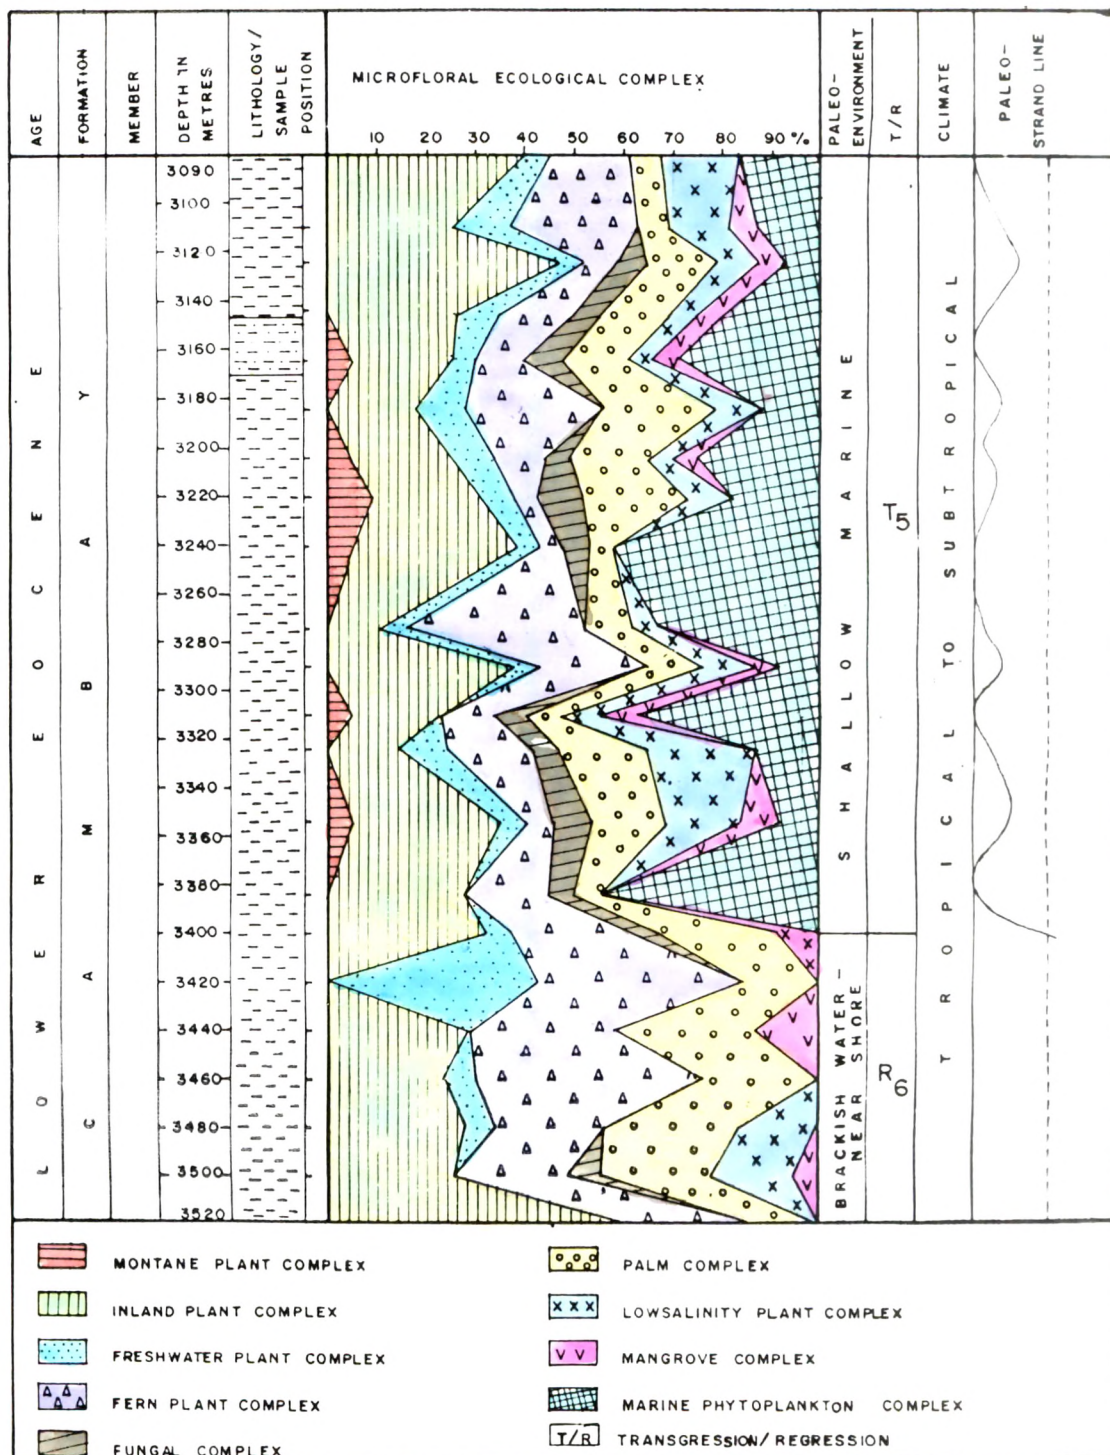 AGE
FORMATION
MEMBER
DEPTH IN
METRES
LITHOLOGY/
SAMPLE
POSITION
MICROFLORAL ECOLOGICAL COMPLEX
10 20 30 40 50 60 70 80 90 %
PALEO-
ENVIRONMENT
T/R
CLIMATE
PALEO-
STRAND LINE
LOWER EOCENE
CAMBAY
3090
3100
3120
3140
3160
3180
3200
3220
3240
3260
3280
3300
3320
3340
3360
3380
3400
3420
3440
3460
3480
3500
3520
SHALLOW MARINE
BRACKISH WATER-
NEAR SHORE
T5
R6
TROPICAL TO SUBTROPICAL
MONTANE PLANT COMPLEX
INLAND PLANT COMPLEX
FRESHWATER PLANT COMPLEX
FERN PLANT COMPLEX
FUNGAL COMPLEX
PALM COMPLEX
LOWSALINITY PLANT COMPLEX
MANGROVE COMPLEX
MARINE PHYTOPLANKTON COMPLEX
T/R TRANSGRESSION/REGRESSION